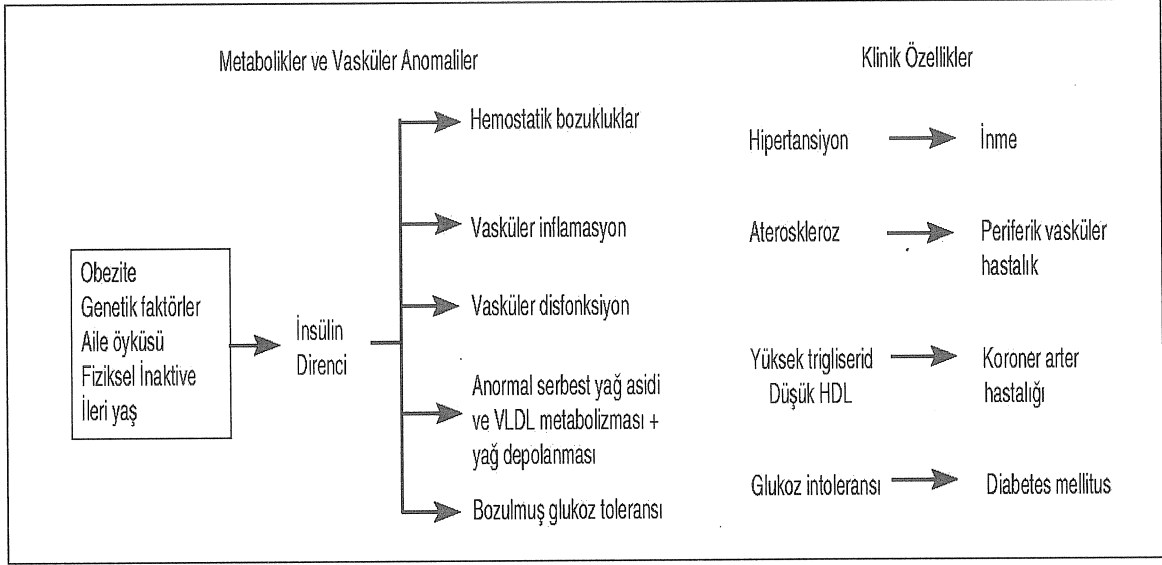 Metabolikler ve Vasküler Anomaliler
Klinik Özellikler
Obezite
Genetik faktörler
Aile öyküsü
Fiziksel İnaktive
İleri yaş
İnsülin
Direnci
Hemostatik bozukluklar
Vasküler inflamasyon
Vasküler disfonksiyon
Anormal serbest yağ asidi
ve VLDL metabolizması +
yağ depolanması
Bozulmuş glukoz toleransı
Hipertansiyon
İnme
Ateroskleroz
Periferik vasküler
hastalık
Yüksek trigliserid
Düşük HDL
Koroner arter
hastalığı
Glukoz intoleransı
Diabetes mellitus